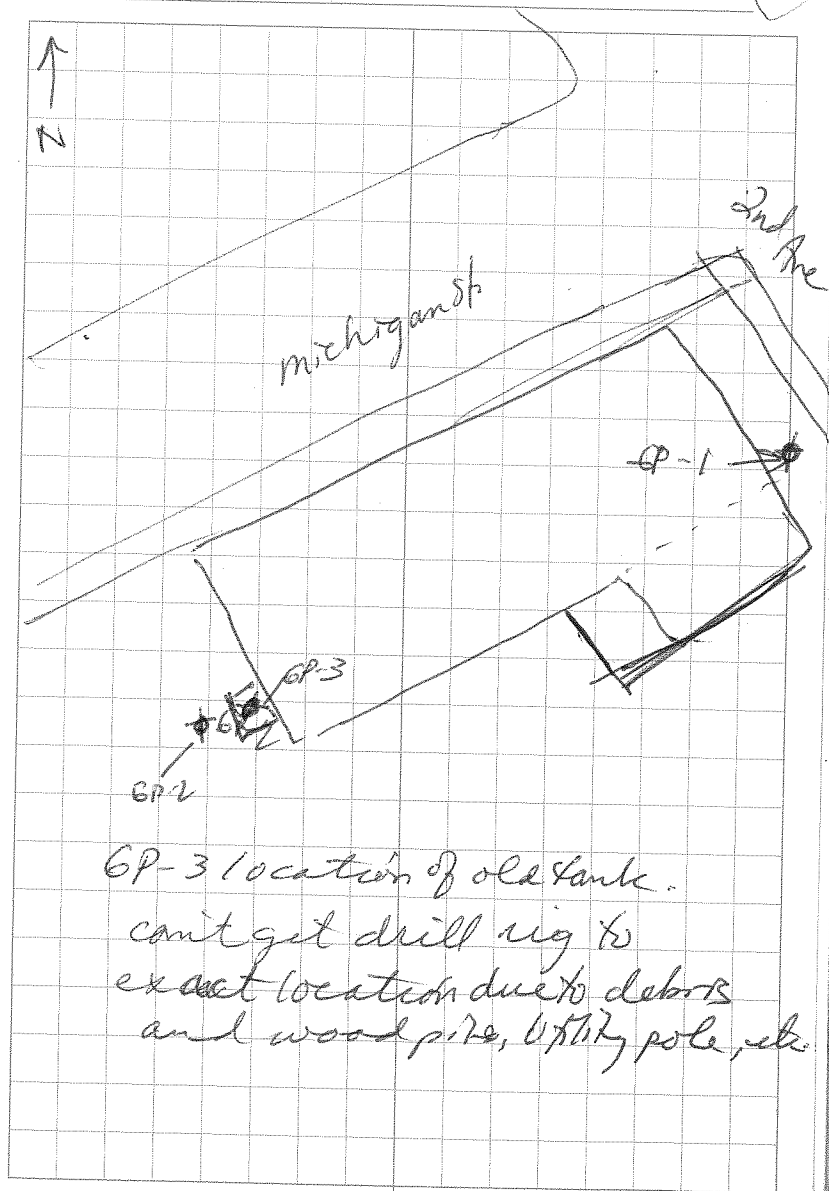 N
2nd
Ave
michigan St.
GP-1
GP-3
GP-2
GP-3 location of old tank.
can't get drill rig to
exact location due to debris
and wood pile, utility pole, etc.